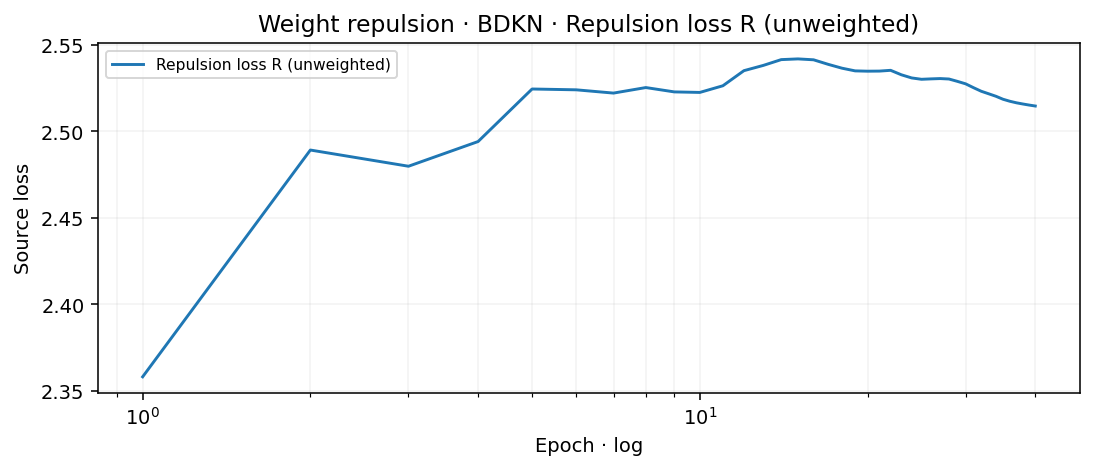 Weight repulsion · BDKN · Repulsion loss R (unweighted)
Repulsion loss R (unweighted)
Source loss
2.55
2.50
2.45
2.40
2.35
10⁰
10¹
Epoch · log